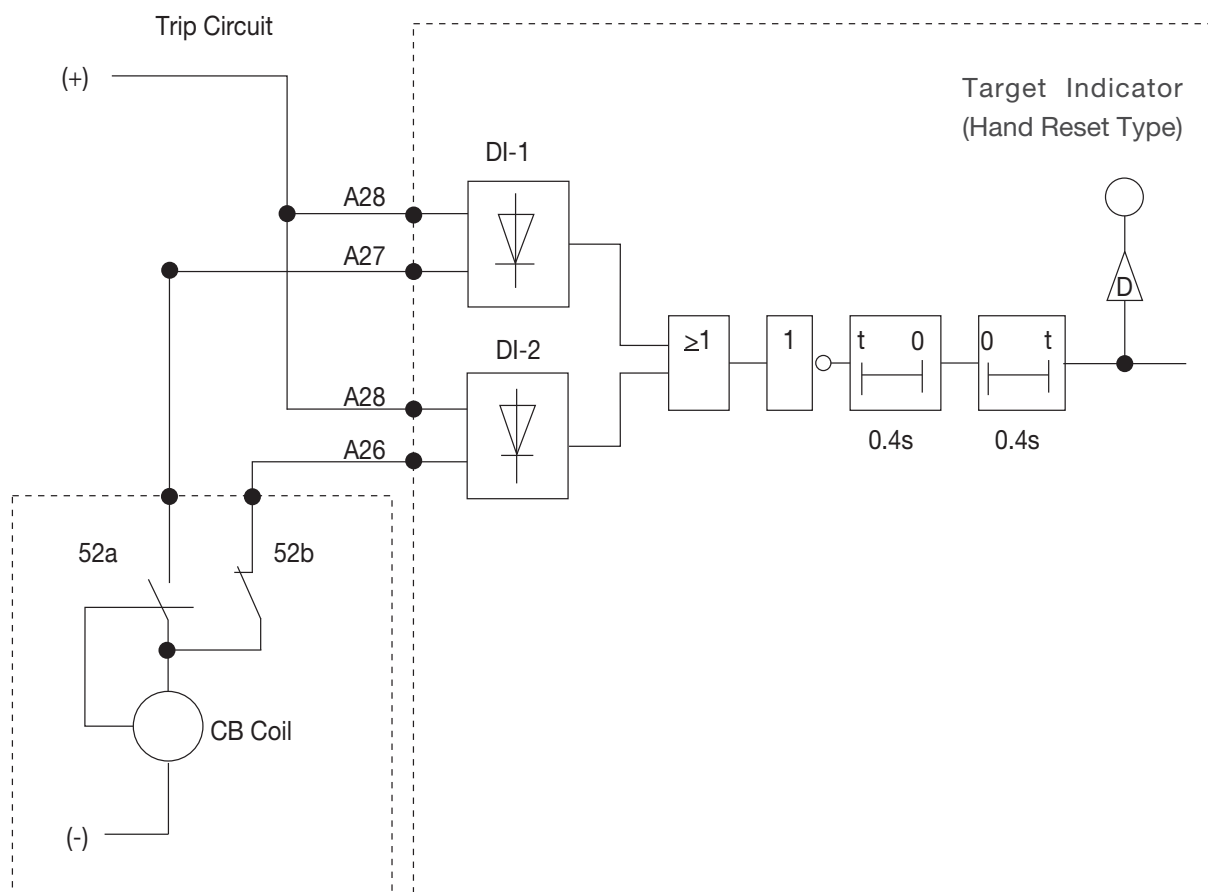 Trip Circuit
(+)
Target Indicator
(Hand Reset Type)
DI-1
A28
A27
D
≥1
1
t 0
0 t
DI-2
A28
0.4s
0.4s
A26
52a
52b
CB Coil
(-)